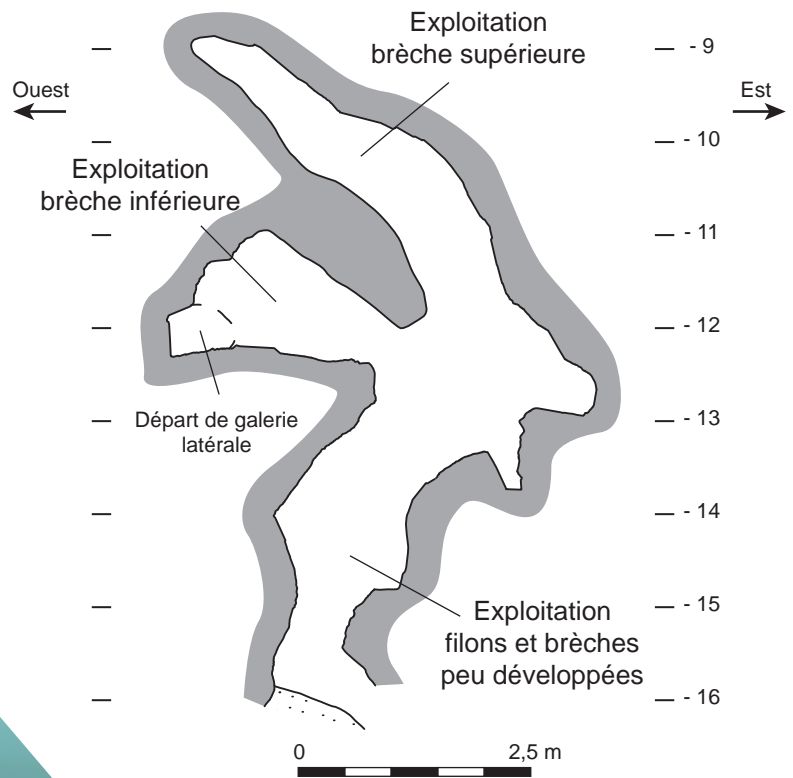 Exploitation
brèche supérieure
- 9
Ouest
Est
- 10
Exploitation
brèche inférieure
- 11
- 12
Départ de galerie
latérale
- 13
- 14
- 15
Exploitation
filons et brèches
peu développées
- 16
0
2,5 m